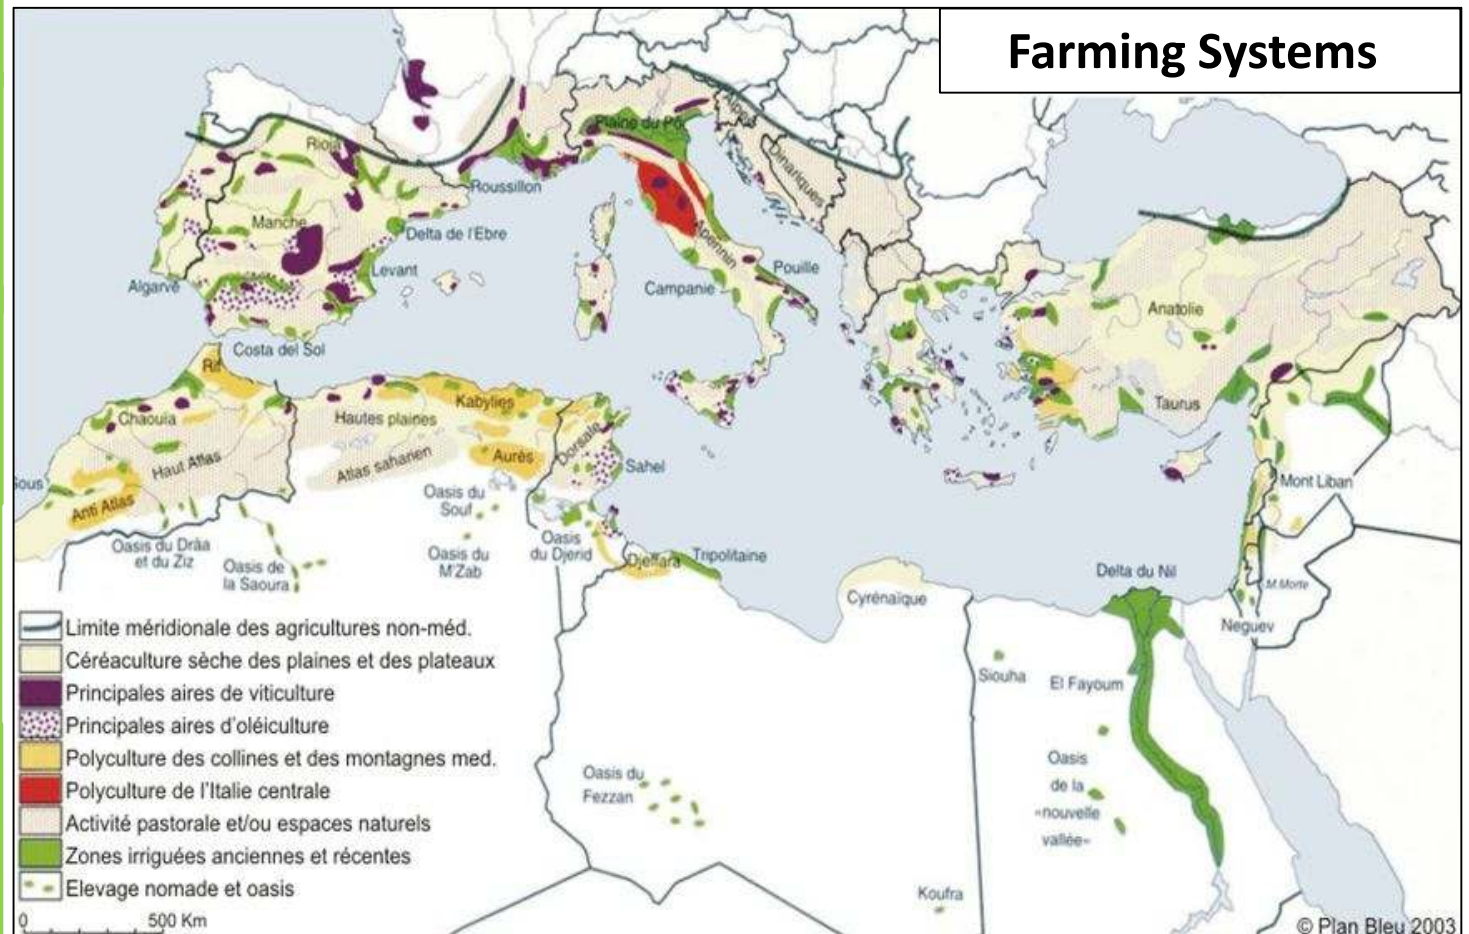 Farming Systems
Plaine du Pô
Alpes
Dinariques
Rioja
Roussillon
Manche
Delta de l'Ebre
Apennin
Levant
Algarve
Campanie
Pouille
Anatolie
Costa del Sol
Rif
Taurus
Chaouia
Hautes plaines
Kabylies
Dorsale
Haut Atlas
Atlas saharien
Aurès
Sahel
Sous
Anti Atlas
Mont Liban
Oasis du
Souf
Oasis du Drâa
et du Ziz
Oasis de
la Saoura
Oasis du
M'Zab
Oasis
du Djerid
Djeffara
Tripolitaine
Delta du Nil
M.Morte
Cyrénaïque
Neguev
Limite méridionale des agricultures non-méd.
Céréaculture sèche des plaines et des plateaux
Principales aires de viticulture
Principales aires d'oléiculture
Polyculture des collines et des montagnes med.
Polyculture de l'Italie centrale
Activité pastorale et/ou espaces naturels
Zones irriguées anciennes et récentes
Elevage nomade et oasis
0 500 Km
Siouha
El Fayoum
Oasis du
Fezzan
Oasis
de la
«nouvelle
vallée»
Koufra
© Plan Bleu 2003